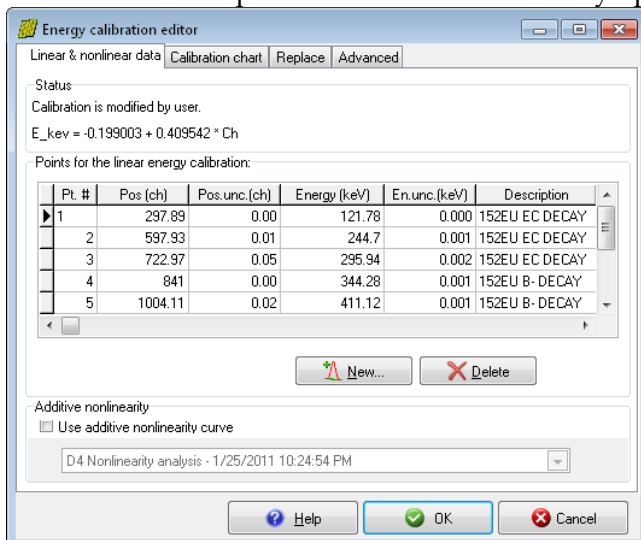 Energy calibration editor
Linear & nonlinear data Calibration chart Replace Advanced
Status
Calibration is modified by user.
E_kev = -0.199003 + 0.409542 * Ch
Points for the linear energy calibration:
Pt. # Pos (ch) Pos.unc.(ch) Energy (keV) En.unc.(keV) Description
1 297.89 0.00 121.78 0.000 152EU EC DECAY
2 597.93 0.01 244.7 0.001 152EU EC DECAY
3 722.97 0.05 295.94 0.002 152EU EC DECAY
4 841 0.00 344.28 0.001 152EU B- DECAY
5 1004.11 0.02 411.12 0.001 152EU B- DECAY
New... Delete
Additive nonlinearity
Use additive nonlinearity curve
D4 Nonlinearity analysis - 1/25/2011 10:24:54 PM
Help OK Cancel